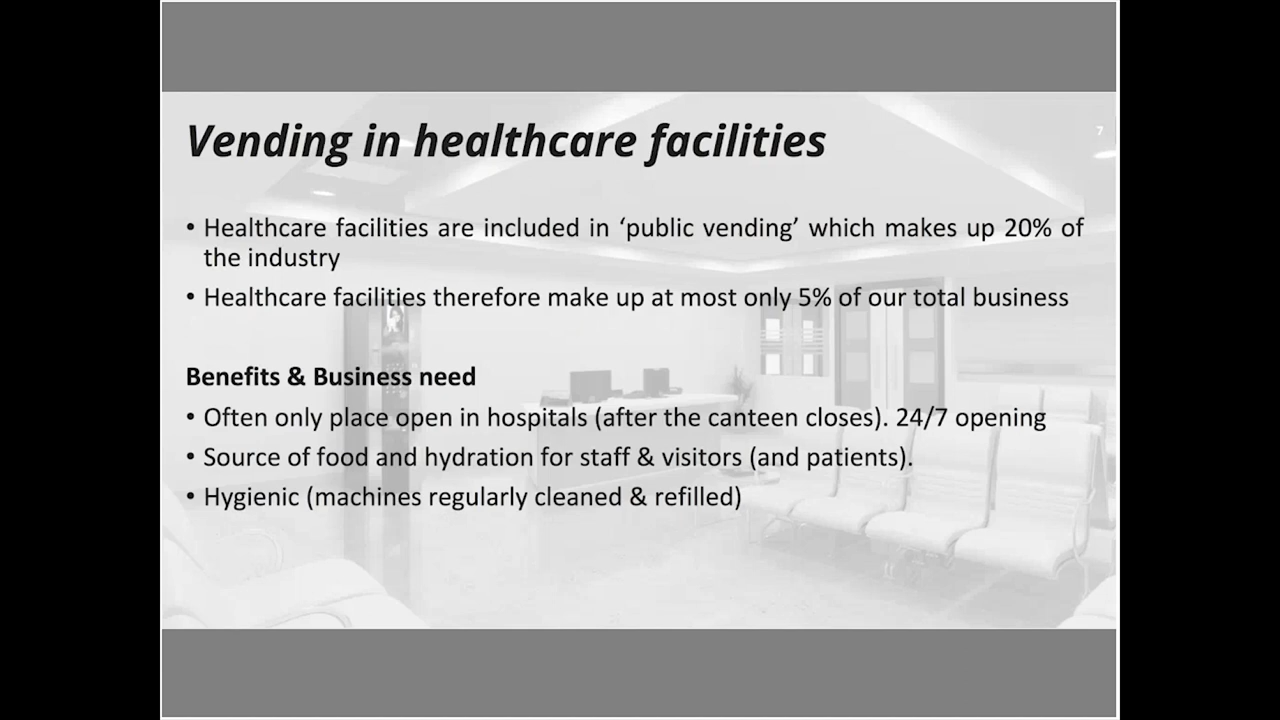 Vending in healthcare facilities
7
• Healthcare facilities are included in ‘public vending’ which makes up 20% of
the industry
• Healthcare facilities therefore make up at most only 5% of our total business
Benefits & Business need
• Often only place open in hospitals (after the canteen closes). 24/7 opening
• Source of food and hydration for staff & visitors (and patients).
• Hygienic (machines regularly cleaned & refilled)